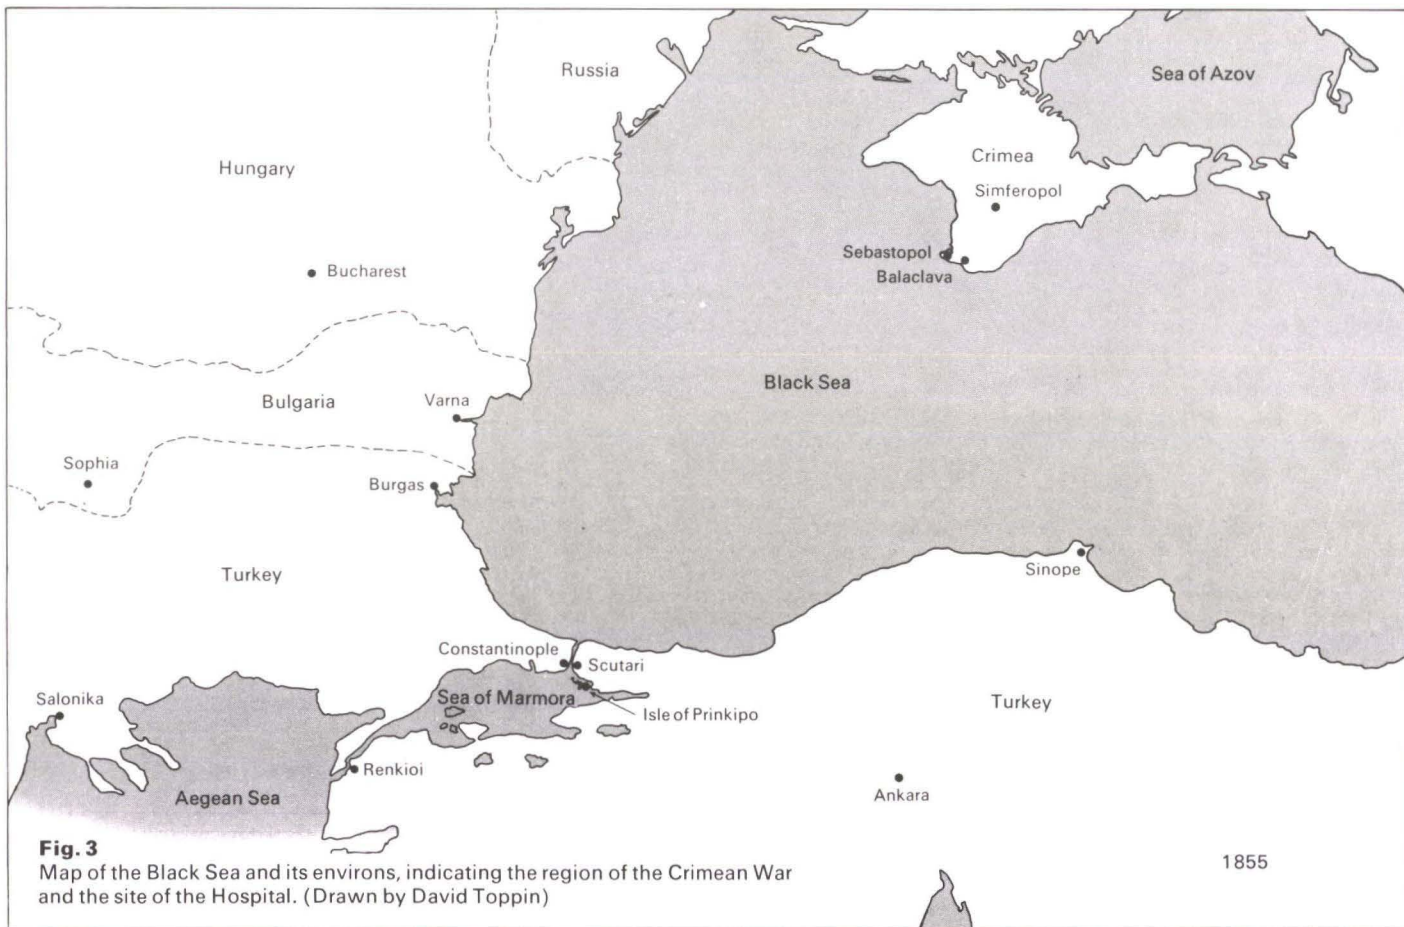 Russia
Sea of Azov
Hungary
Crimea
Simferopol
Sebastopol
Balaclava
Bucharest
Black Sea
Bulgaria
Varna
Sophia
Burgas
Turkey
Sinope
Constantinople
Scutari
Salonika
Sea of Marmora
Isle of Prinkipo
Turkey
Renkioi
Aegean Sea
Ankara
Fig. 3
Map of the Black Sea and its environs, indicating the region of the Crimean War
and the site of the Hospital. (Drawn by David Toppin)
1855